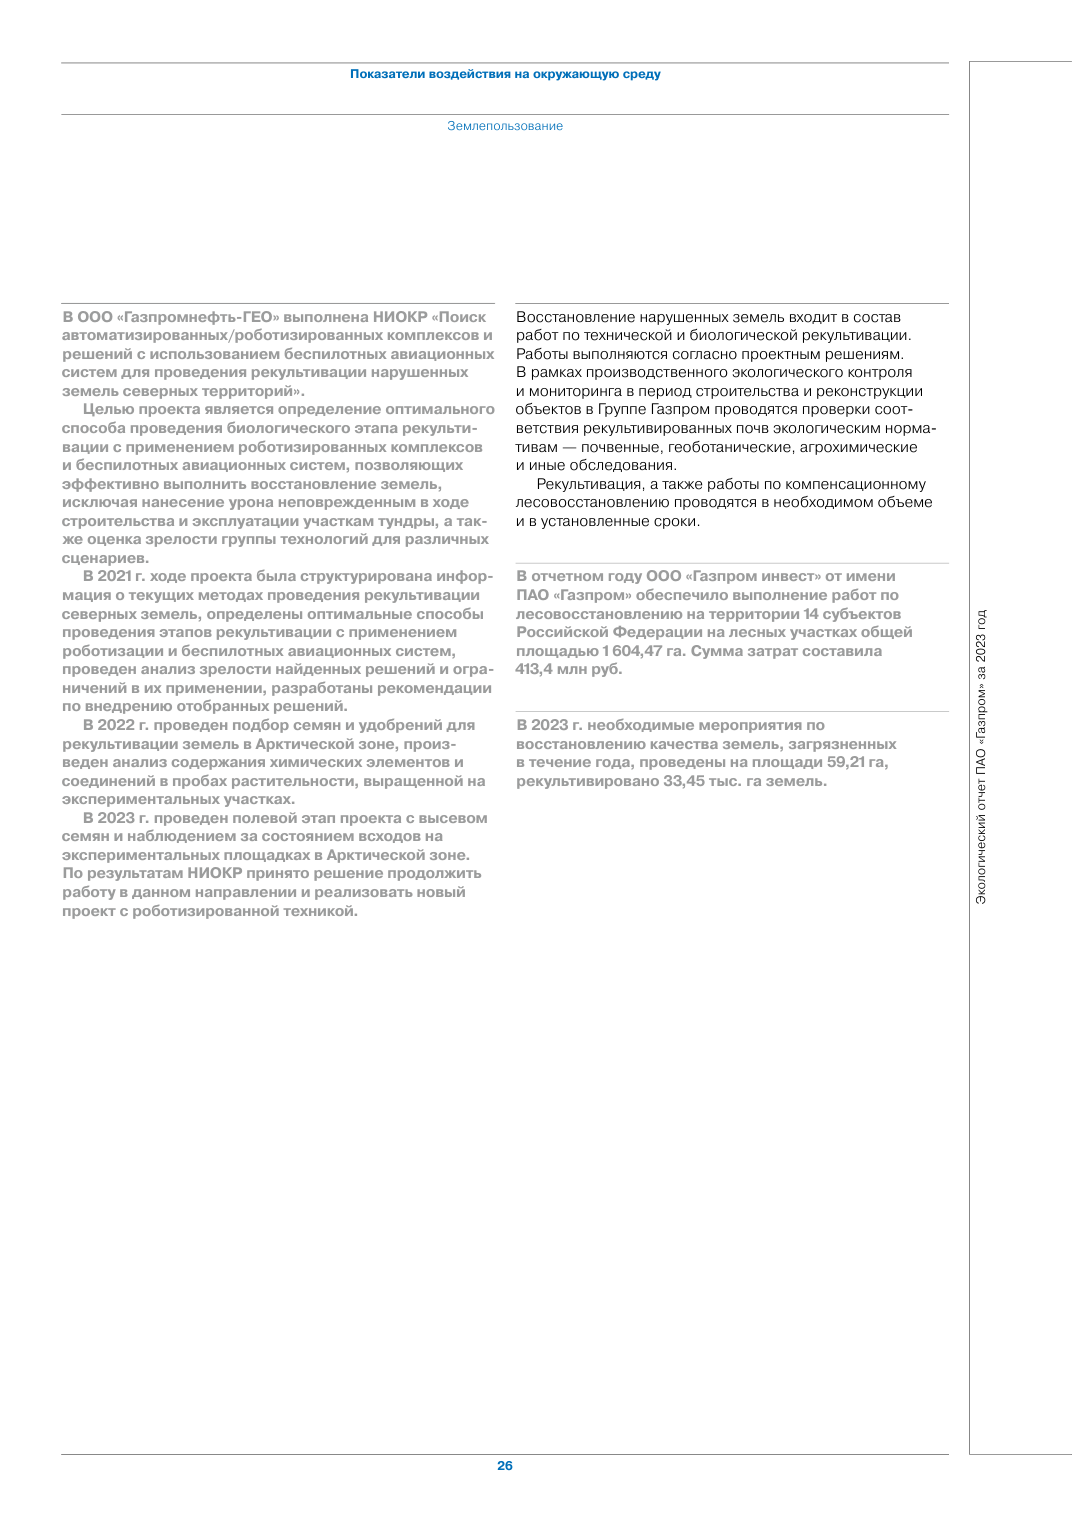 Показатели воздействия на окружающую среду
Землепользование
В ООО «Газпромнефть-ГЕО» выполнена НИОКР «Поиск
автоматизированных/роботизированных комплексов и
решений с использованием беспилотных авиационных
систем для проведения рекультивации нарушенных
земель северных территорий».
Целью проекта является определение оптимального
способа проведения биологического этапа рекульти-
вации с применением роботизированных комплексов
и беспилотных авиационных систем, позволяющих
эффективно выполнить восстановление земель,
исключая нанесение урона неповрежденным в ходе
строительства и эксплуатации участкам тундры, а так-
же оценка зрелости группы технологий для различных
сценариев.
В 2021 г. ходе проекта была структурирована инфор-
мация о текущих методах проведения рекультивации
северных земель, определены оптимальные способы
проведения этапов рекультивации с применением
роботизации и беспилотных авиационных систем,
проведен анализ зрелости найденных решений и огра-
ничений в их применении, разработаны рекомендации
по внедрению отобранных решений.
В 2022 г. проведен подбор семян и удобрений для
рекультивации земель в Арктической зоне, произ-
веден анализ содержания химических элементов и
соединений в пробах растительности, выращенной на
экспериментальных участках.
В 2023 г. проведен полевой этап проекта с высевом
семян и наблюдением за состоянием всходов на
экспериментальных площадках в Арктической зоне.
По результатам НИОКР принято решение продолжить
работу в данном направлении и реализовать новый
проект с роботизированной техникой.
Восстановление нарушенных земель входит в состав
работ по технической и биологической рекультивации.
Работы выполняются согласно проектным решениям.
В рамках производственного экологического контроля
и мониторинга в период строительства и реконструкции
объектов в Группе Газпром проводятся проверки соот-
ветствия рекультивированных почв экологическим норма-
тивам — почвенные, геоботанические, агрохимические
и иные обследования.
Рекультивация, а также работы по компенсационному
лесовосстановлению проводятся в необходимом объеме
и в установленные сроки.
В отчетном году ООО «Газпром инвест» от имени
ПАО «Газпром» обеспечило выполнение работ по
лесовосстановлению на территории 14 субъектов
Российской Федерации на лесных участках общей
площадью 1 604,47 га. Сумма затрат составила
413,4 млн руб.
В 2023 г. необходимые мероприятия по
восстановлению качества земель, загрязненных
в течение года, проведены на площади 59,21 га,
рекультивировано 33,45 тыс. га земель.
Экологический отчет ПАО «Газпром» за 2023 год
26